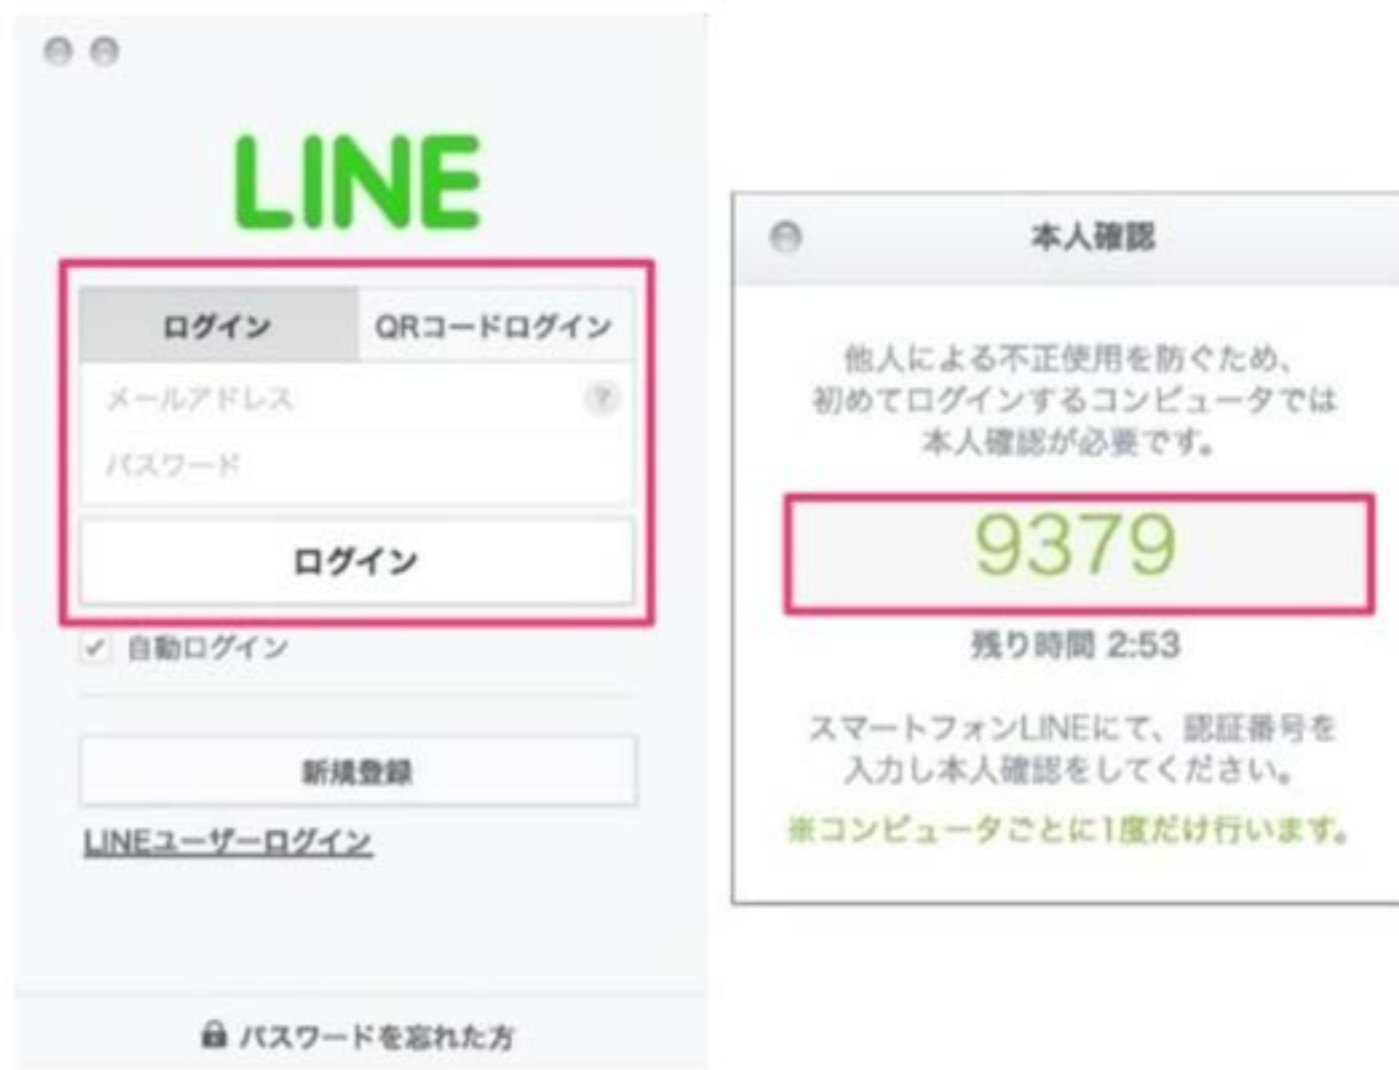 LINE
ログイン
QRコードログイン
メールアドレス
?
パスワード
ログイン
自動ログイン
新規登録
LINEユーザーログイン
パスワードを忘れた方
本人確認
他人による不正使用を防ぐため、
初めてログインするコンピュータでは
本人確認が必要です。
9379
残り時間 2:53
スマートフォンLINEにて、認証番号を
入力し本人確認をしてください。
※コンピュータごとに1度だけ行います。